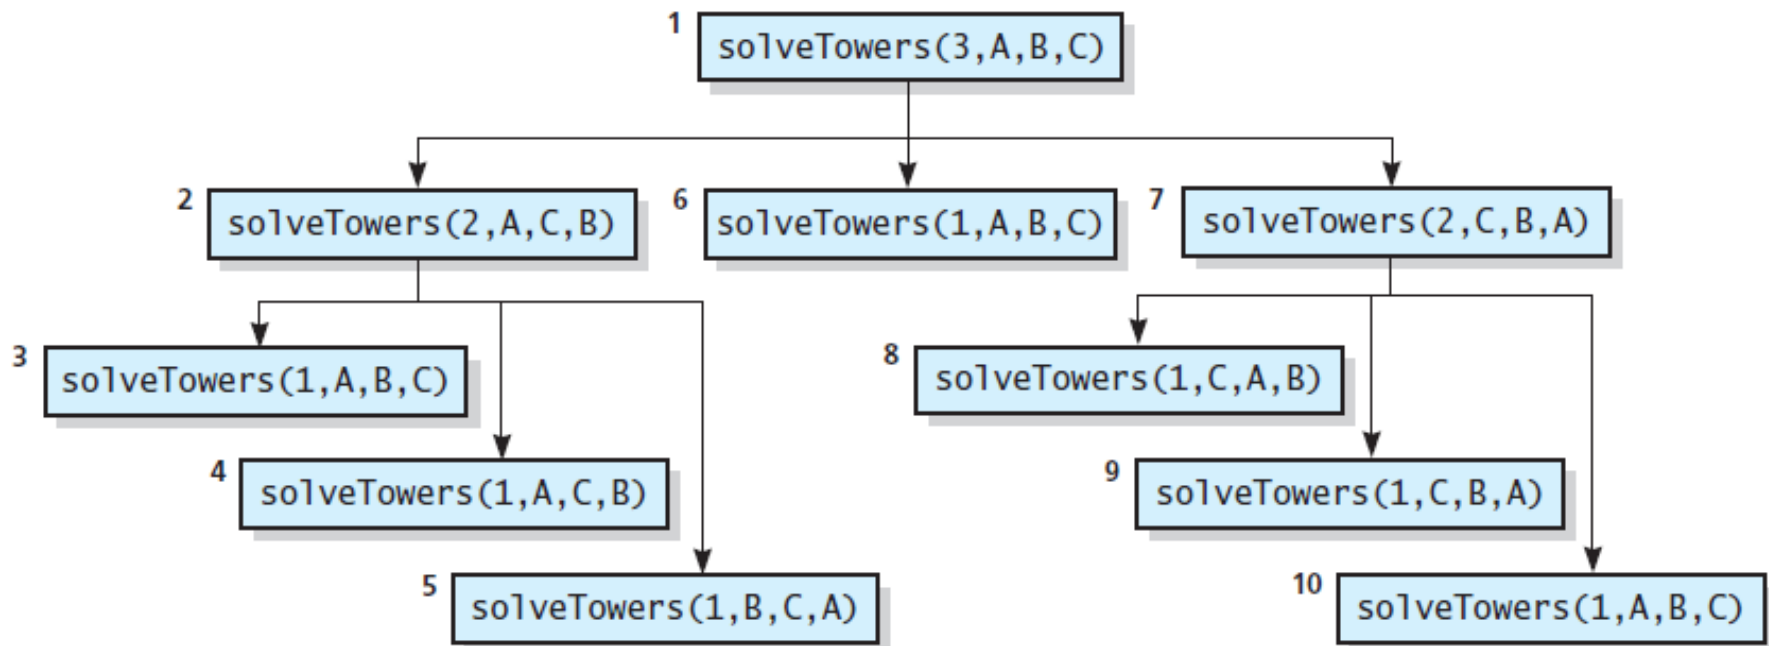 1
solveTowers(3,A,B,C)
2
solveTowers(2,A,C,B)
6
solveTowers(1,A,B,C)
7
solveTowers(2,C,B,A)
3
solveTowers(1,A,B,C)
8
solveTowers(1,C,A,B)
4
solveTowers(1,A,C,B)
9
solveTowers(1,C,B,A)
5
solveTowers(1,B,C,A)
10
solveTowers(1,A,B,C)